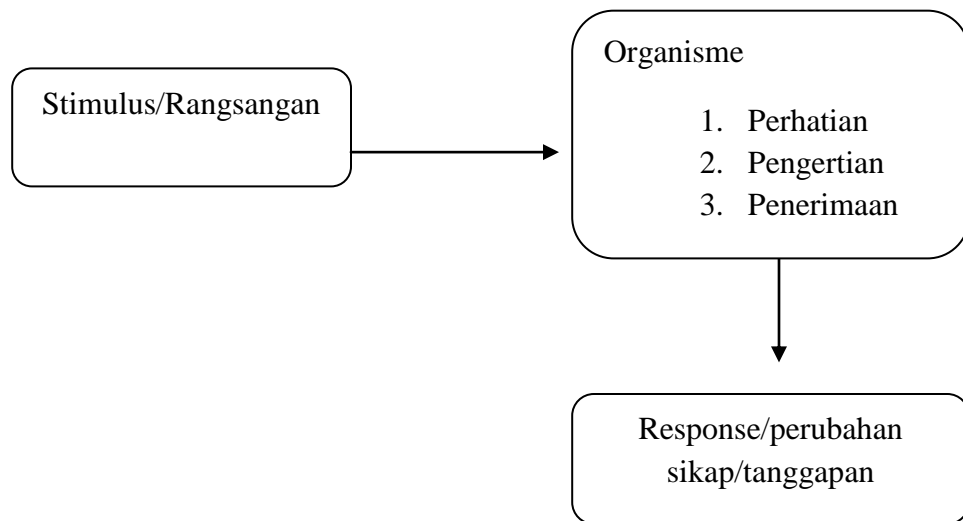 Stimulus/Rangsangan
Organisme
1. Perhatian
2. Pengertian
3. Penerimaan
Response/perubahan
sikap/tanggapan